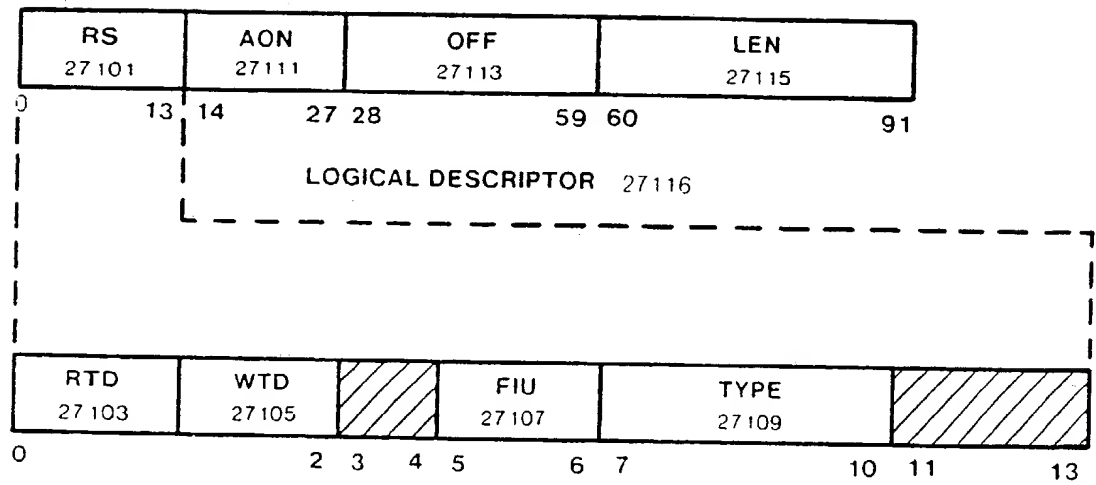 RS AON OFF LEN
27101 27111 27113 27115
0 13 14 27 28 59 60 91
LOGICAL DESCRIPTOR 27116
RTD WTD FIU TYPE
27103 27105 27107 27109
0 2 3 4 5 6 7 10 11 13